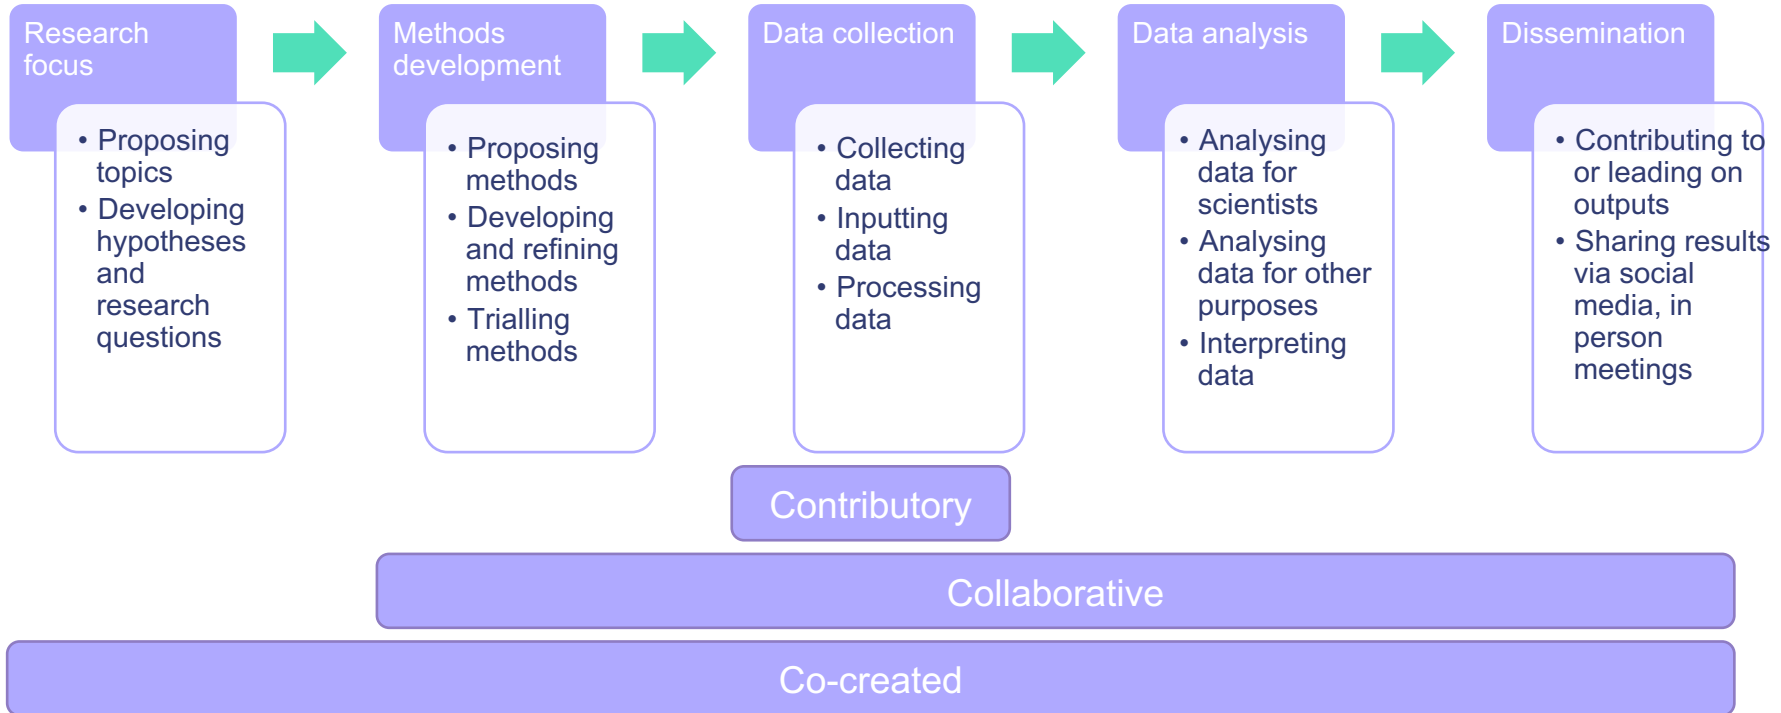 Research
focus
• Proposing
topics
• Developing
hypotheses
and
research
questions
Methods
development
• Proposing
methods
• Developing
and refining
methods
• Trialling
methods
Data collection
• Collecting
data
• Inputting
data
• Processing
data
Data analysis
• Analysing
data for
scientists
• Analysing
data for other
purposes
• Interpreting
data
Dissemination
• Contributing to
or leading on
outputs
• Sharing results
via social
media, in
person
meetings
Contributory
Collaborative
Co-created